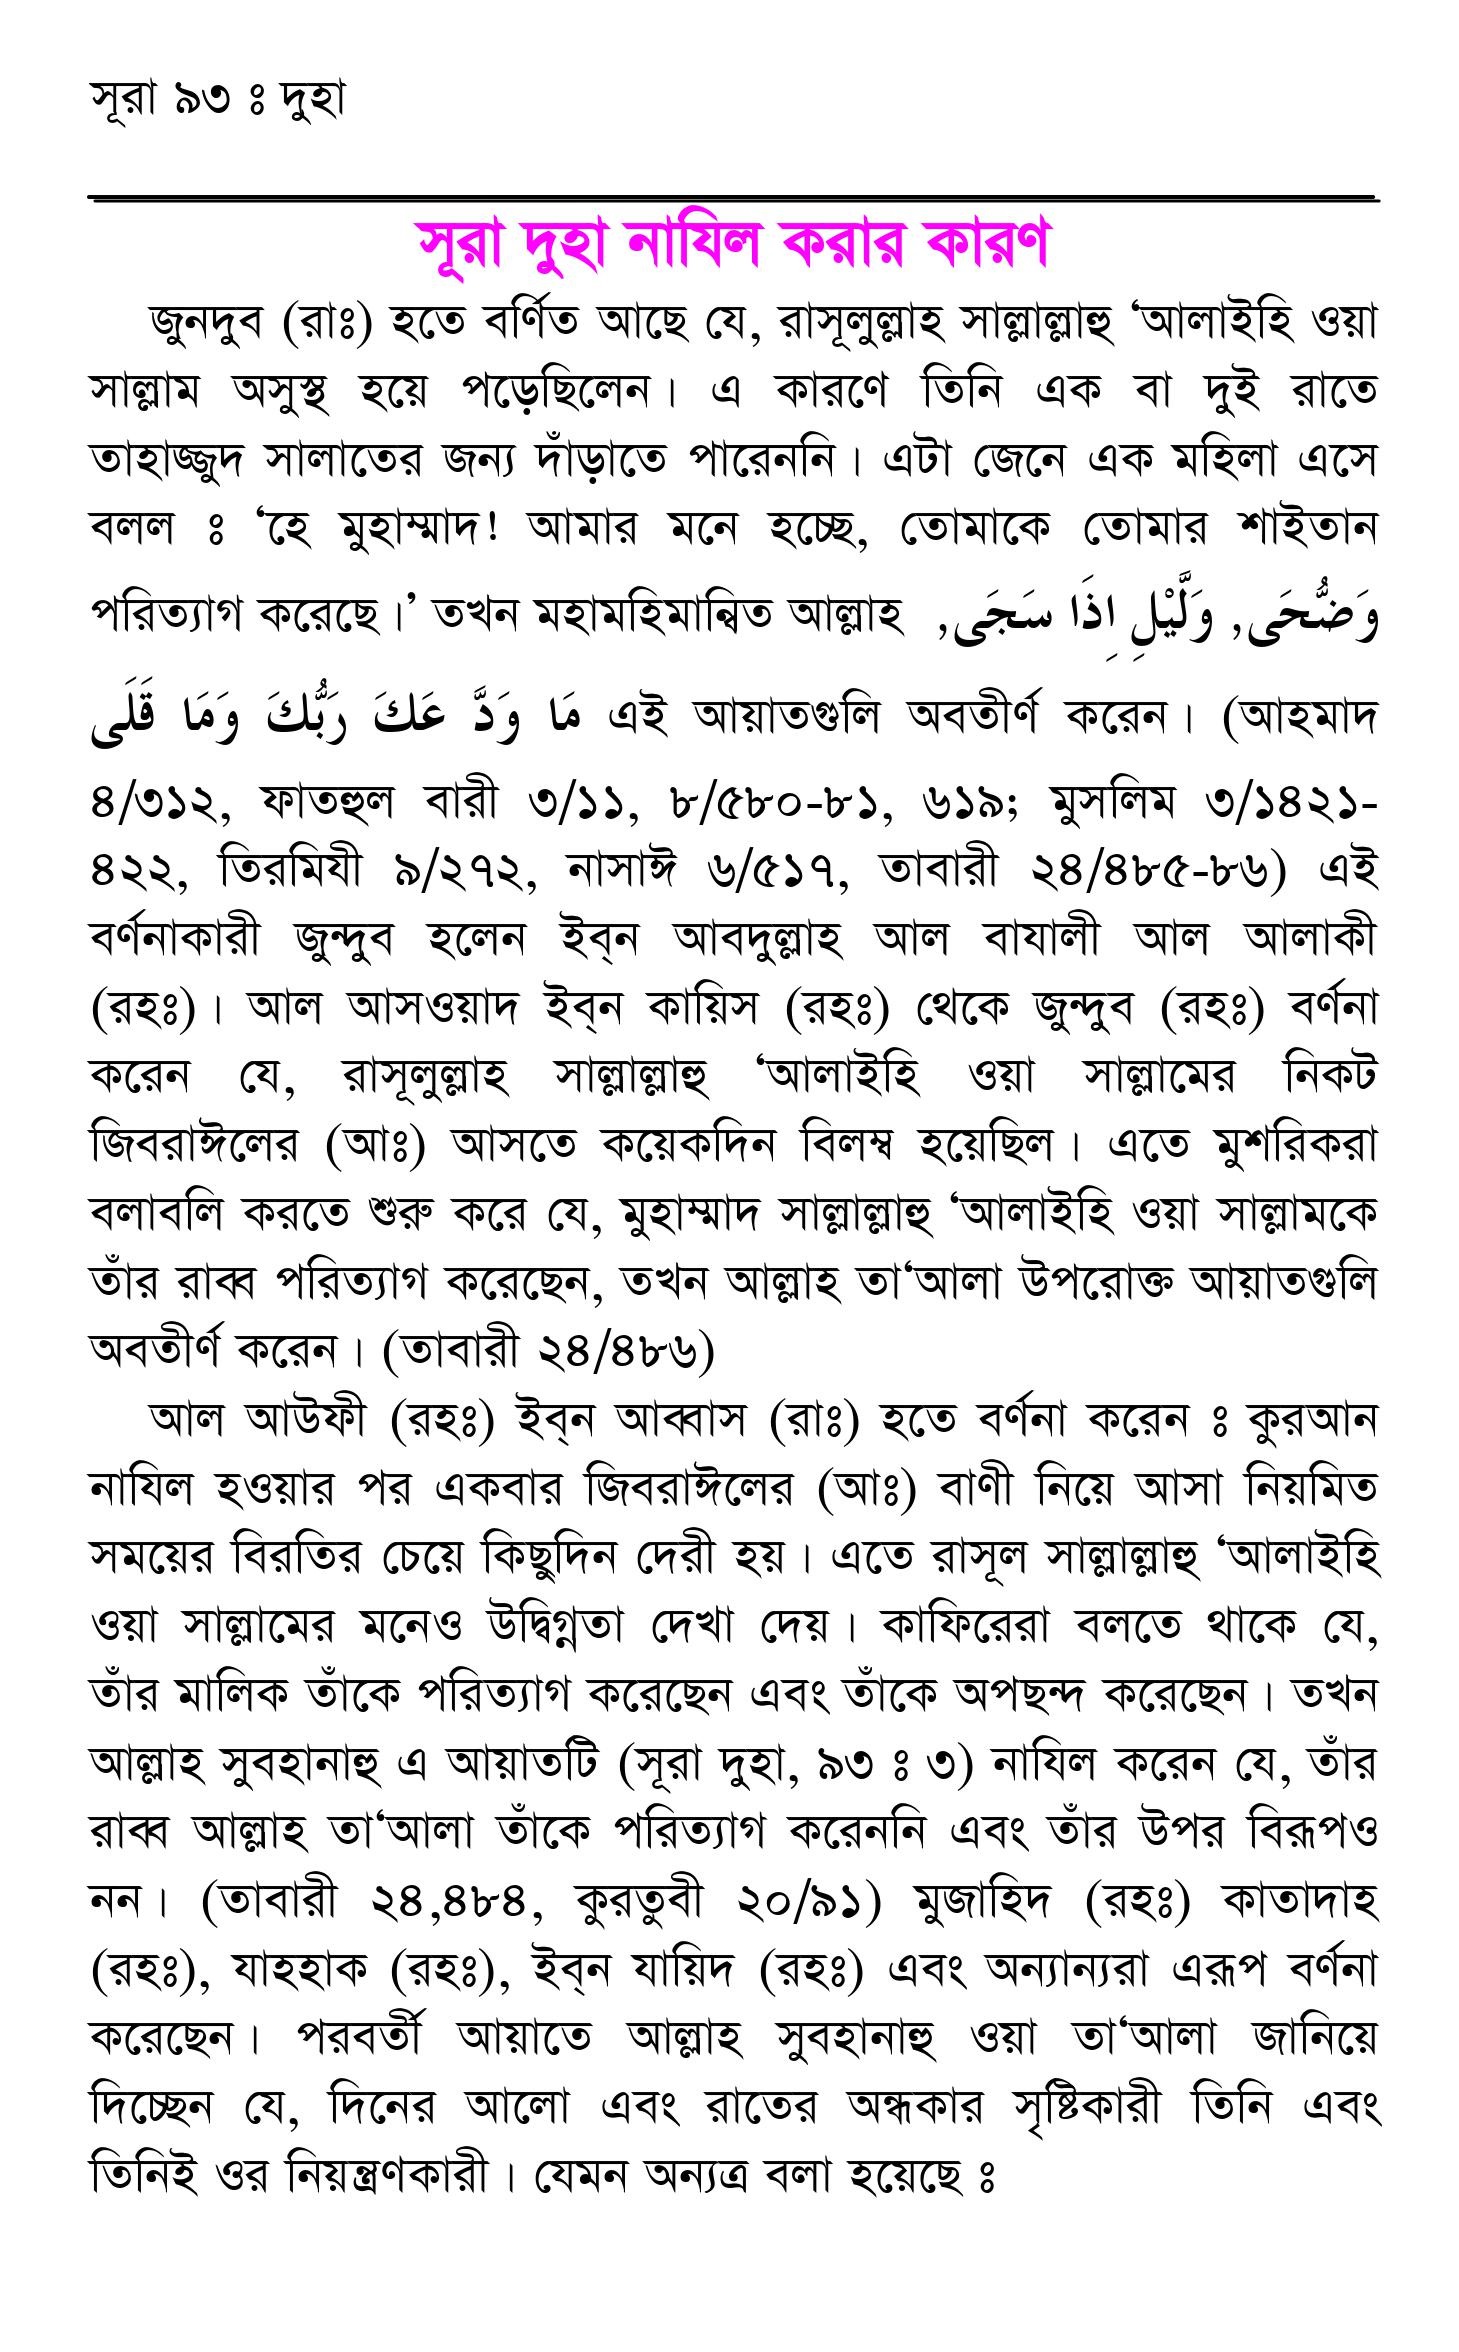 সূরা ৯৩ ঃ দুহা
সূরা দুহা নাযিল করার কারণ
জুনদুব (রাঃ) হতে বর্ণিত আছে যে, রাসূলুল্লাহ সাল্লাল্লাহু ‘আলাইহি ওয়া
সাল্লাম অসুস্থ হয়ে পড়েছিলেন। এ কারণে তিনি এক বা দুই রাতে
তাহাজ্জুদ সালাতের জন্য দাঁড়াতে পারেননি। এটা জেনে এক মহিলা এসে
বলল ঃ ‘হে মুহাম্মাদ! আমার মনে হচ্ছে, তোমাকে তোমার শাইতান
পরিত্যাগ করেছে।’ তখন মহামহিমান্বিত আল্লাহ وَضُّحَى, وَلَّيْلِ اِذَا سَجَى,
مَا وَدَّ عَكَ رَبُّكَ وَمَا قَلَى এই আয়াতগুলি অবতীর্ণ করেন। (আহমাদ
৪/৩১২, ফাতহুল বারী ৩/১১, ৮/৫৮০-৮১, ৬১৯; মুসলিম ৩/১৪২১-
৪২২, তিরমিযী ৯/২৭২, নাসাঈ ৬/৫১৭, তাবারী ২৪/৪৮৫-৮৬) এই
বর্ণনাকারী জুন্দুব হলেন ইব্‌ন আবদুল্লাহ আল বাযালী আল আলাকী
(রহঃ)। আল আসওয়াদ ইব্‌ন কায়িস (রহঃ) থেকে জুন্দুব (রহঃ) বর্ণনা
করেন যে, রাসূলুল্লাহ সাল্লাল্লাহু ‘আলাইহি ওয়া সাল্লামের নিকট
জিবরাঈলের (আঃ) আসতে কয়েকদিন বিলম্ব হয়েছিল। এতে মুশরিকরা
বলাবলি করতে শুরু করে যে, মুহাম্মাদ সাল্লাল্লাহু ‘আলাইহি ওয়া সাল্লামকে
তাঁর রাব্ব পরিত্যাগ করেছেন, তখন আল্লাহ তা‘আলা উপরোক্ত আয়াতগুলি
অবতীর্ণ করেন। (তাবারী ২৪/৪৮৬)
আল আউফী (রহঃ) ইব্‌ন আব্বাস (রাঃ) হতে বর্ণনা করেন ঃ কুরআন
নাযিল হওয়ার পর একবার জিবরাঈলের (আঃ) বাণী নিয়ে আসা নিয়মিত
সময়ের বিরতির চেয়ে কিছুদিন দেরী হয়। এতে রাসূল সাল্লাল্লাহু ‘আলাইহি
ওয়া সাল্লামের মনেও উদ্বিগ্নতা দেখা দেয়। কাফিরেরা বলতে থাকে যে,
তাঁর মালিক তাঁকে পরিত্যাগ করেছেন এবং তাঁকে অপছন্দ করেছেন। তখন
আল্লাহ সুবহানাহু এ আয়াতটি (সূরা দুহা, ৯৩ ঃ ৩) নাযিল করেন যে, তাঁর
রাব্ব আল্লাহ তা‘আলা তাঁকে পরিত্যাগ করেননি এবং তাঁর উপর বিরূপও
নন। (তাবারী ২৪,৪৮৪, কুরতুবী ২০/৯১) মুজাহিদ (রহঃ) কাতাদাহ
(রহঃ), যাহহাক (রহঃ), ইব্‌ন যায়িদ (রহঃ) এবং অন্যান্যরা এরূপ বর্ণনা
করেছেন। পরবর্তী আয়াতে আল্লাহ সুবহানাহু ওয়া তা‘আলা জানিয়ে
দিচ্ছেন যে, দিনের আলো এবং রাতের অন্ধকার সৃষ্টিকারী তিনি এবং
তিনিই ওর নিয়ন্ত্রণকারী। যেমন অন্যত্র বলা হয়েছে ঃ